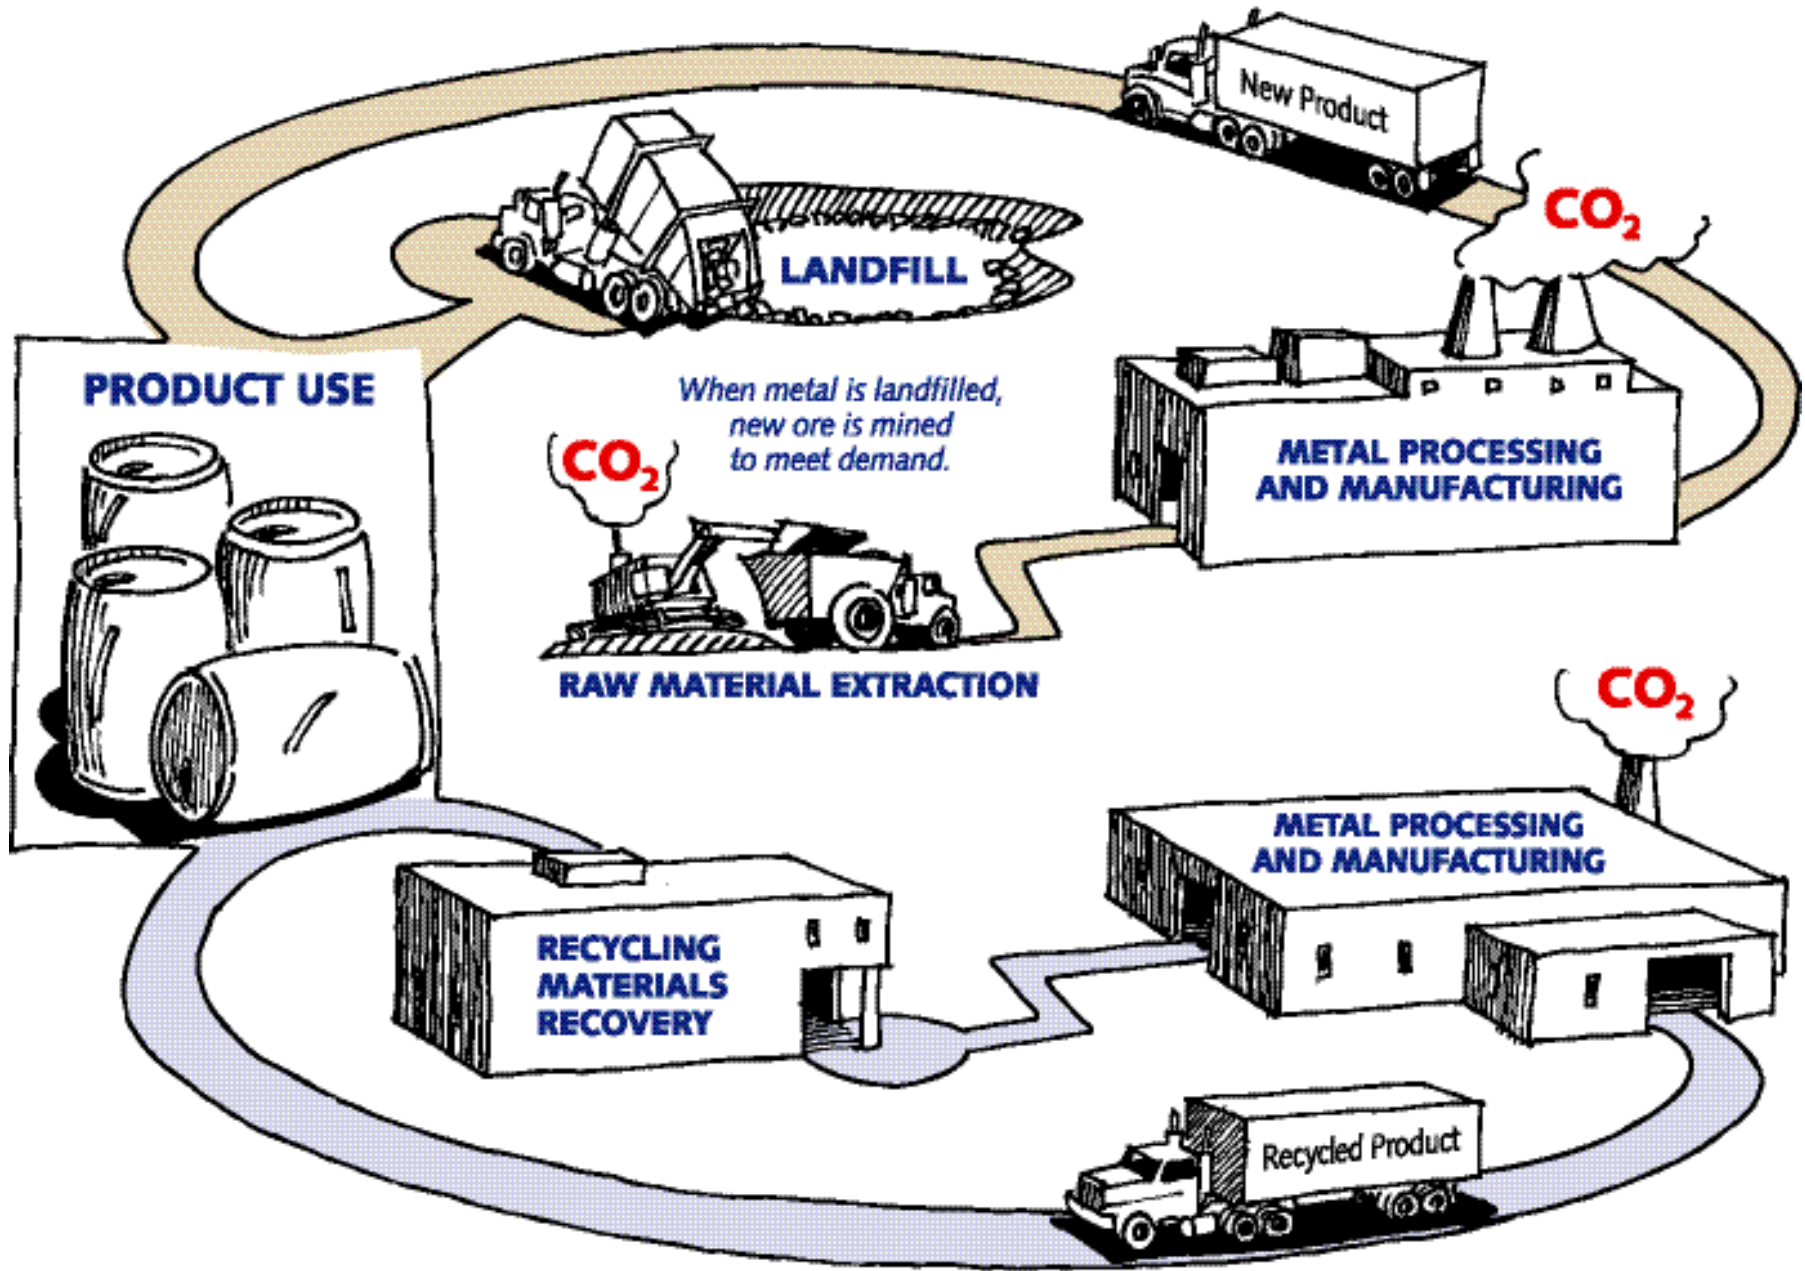 New Product
CO₂
LANDFILL
PRODUCT USE
When metal is landfilled,
new ore is mined
to meet demand.
CO₂
METAL PROCESSING
AND MANUFACTURING
RAW MATERIAL EXTRACTION
CO₂
METAL PROCESSING
AND MANUFACTURING
RECYCLING
MATERIALS
RECOVERY
Recycled Product